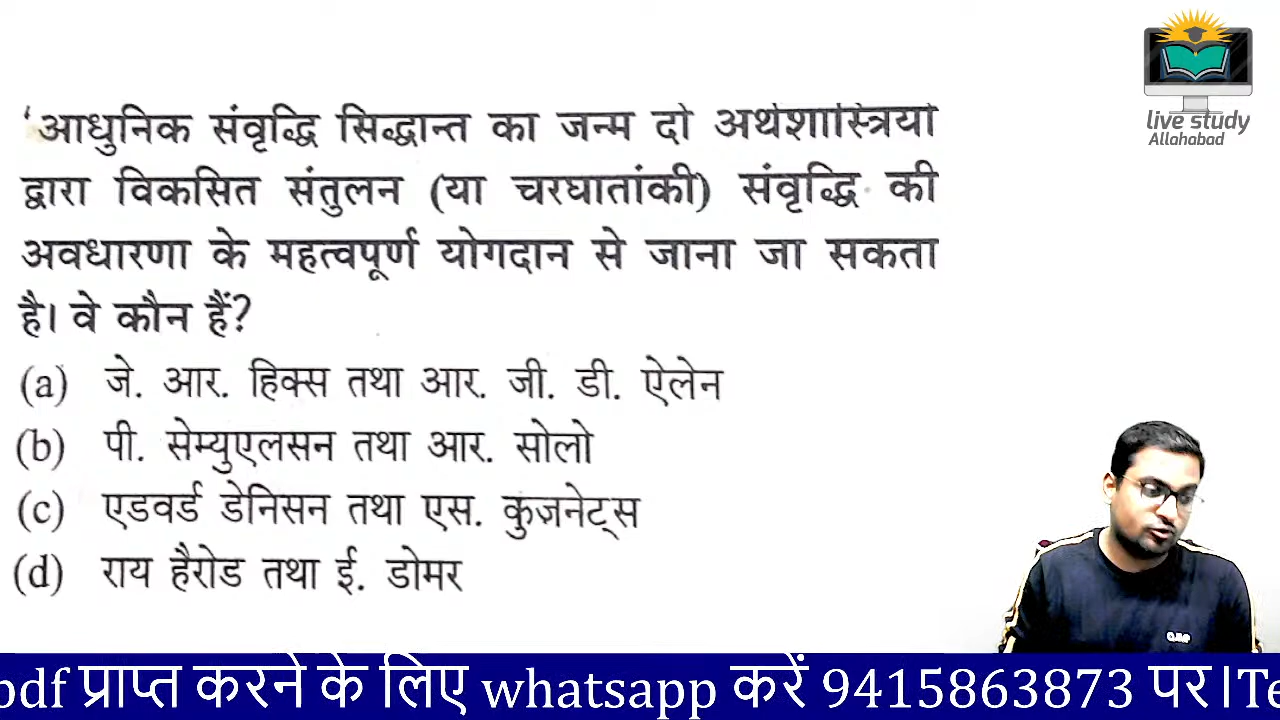 'आधुनिक संवृद्धि सिद्धान्त का जन्म दो अर्थशास्त्रियों
द्वारा विकसित संतुलन (या चरघातांकी) संवृद्धि की
अवधारणा के महत्वपूर्ण योगदान से जाना जा सकता
है। वे कौन हैं?
(a) जे. आर. हिक्स तथा आर. जी. डी. ऐलेन
(b) पी. सेम्युएलसन तथा आर. सोलो
(c) एडवर्ड डेनिसन तथा एस. कुज़नेट्स
(d) राय हैरोड तथा ई. डोमर
live study
Allahabad
pdf प्राप्त करने के लिए whatsapp करें 9415863873 पर।Te